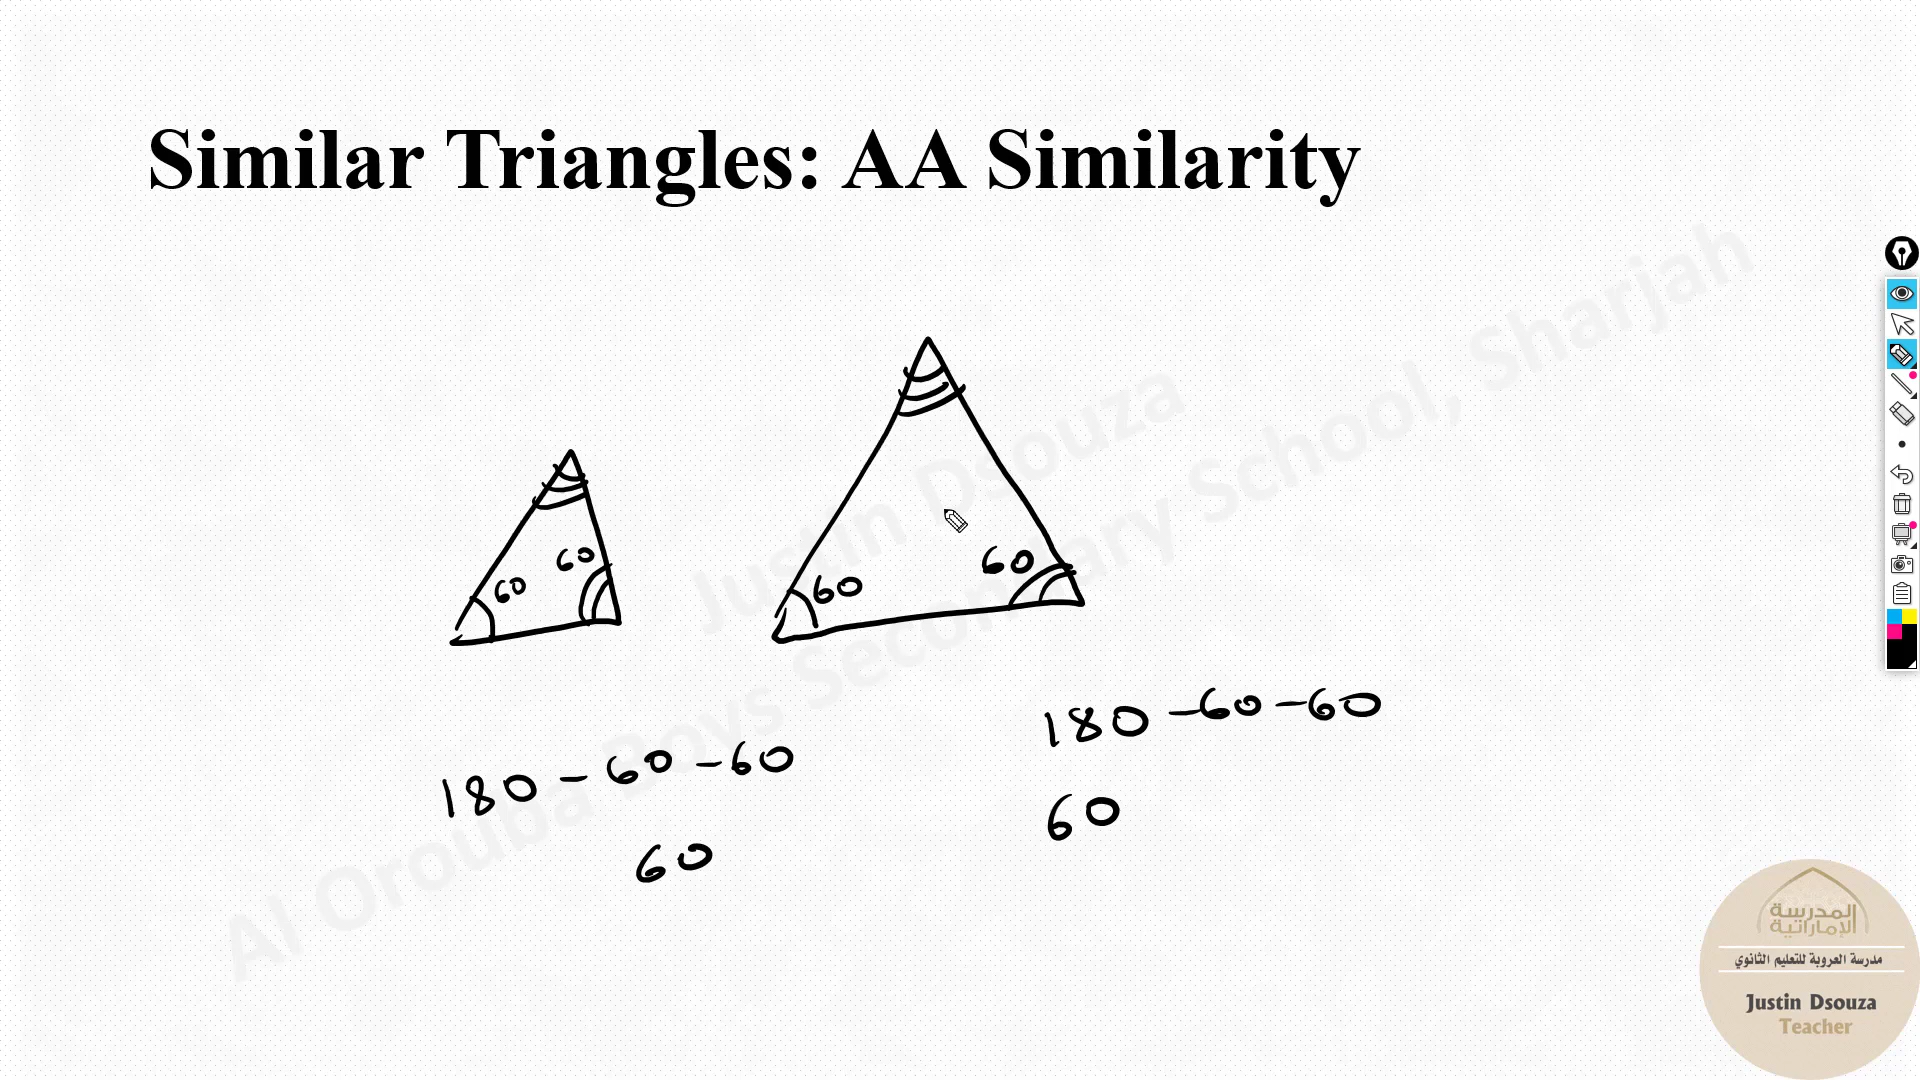 Similar Triangles: AA Similarity
Justin Dsouza
Al Orouba Boys Secondary School, Sharjah
60
60
60
60
180 - 60 - 60
60
180 - 60 - 60
60
المدرسة
الإماراتية
مدرسة العروبة للتعليم الثانوي
Justin Dsouza
Teacher